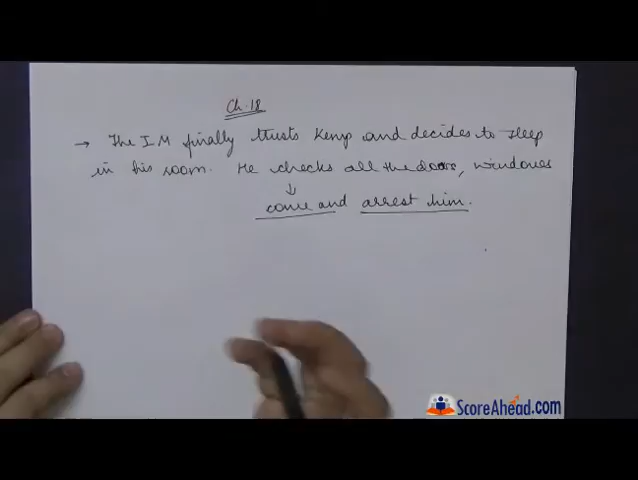 Ch. 18
→ The IM finally trusts Kemp and decides to sleep
in his room. He checks all the doors, windows
↓
come and arrest him.
ScoreAhead.com